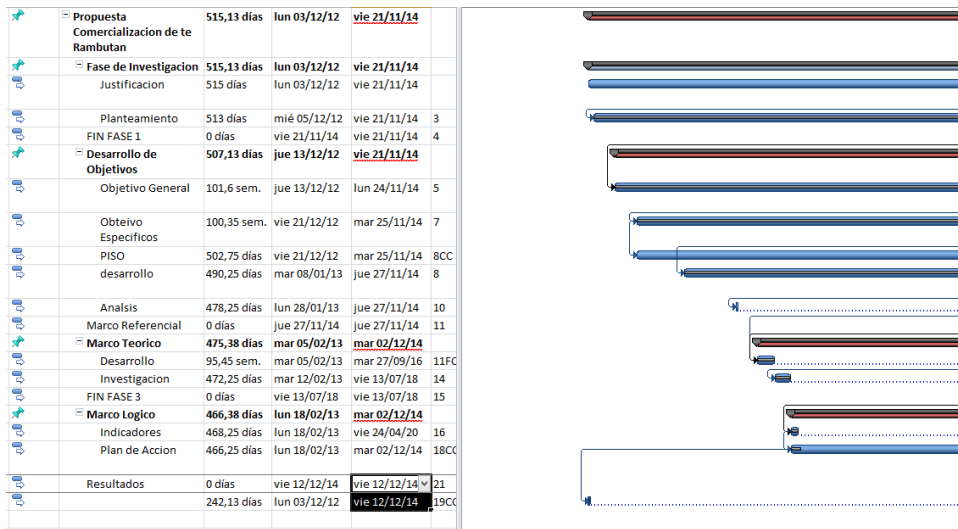 Propuesta Comercializacion de te Rambutan 515,13 días lun 03/12/12 vie 21/11/14
Fase de Investigacion 515,13 días lun 03/12/12 vie 21/11/14
Justificacion 515 días lun 03/12/12 vie 21/11/14
Planteamiento 513 días mié 05/12/12 vie 21/11/14 3
FIN FASE 1 0 días vie 21/11/14 vie 21/11/14 4
Desarrollo de Objetivos 507,13 días jue 13/12/12 vie 21/11/14
Objetivo General 101,6 sem. jue 13/12/12 lun 24/11/14 5
Obteivo Especificos 100,35 sem. vie 21/12/12 mar 25/11/14 7
PISO 502,75 días vie 21/12/12 mar 25/11/14 8CC
desarrollo 490,25 días mar 08/01/13 jue 27/11/14 8
Analsis 478,25 días lun 28/01/13 jue 27/11/14 10
Marco Referencial 0 días jue 27/11/14 jue 27/11/14 11
Marco Teorico 475,38 días mar 05/02/13 mar 02/12/14
Desarrollo 95,45 sem. mar 05/02/13 mar 27/09/16 11FC
Investigacion 472,25 días mar 12/02/13 vie 13/07/18 14
FIN FASE 3 0 días vie 13/07/18 vie 13/07/18 15
Marco Logico 466,38 días lun 18/02/13 mar 02/12/14
Indicadores 468,25 días lun 18/02/13 vie 24/04/20 16
Plan de Accion 466,25 días lun 18/02/13 mar 02/12/14 18CC
Resultados 0 días vie 12/12/14 vie 12/12/14 21
242,13 días lun 03/12/12 vie 12/12/14 19CC